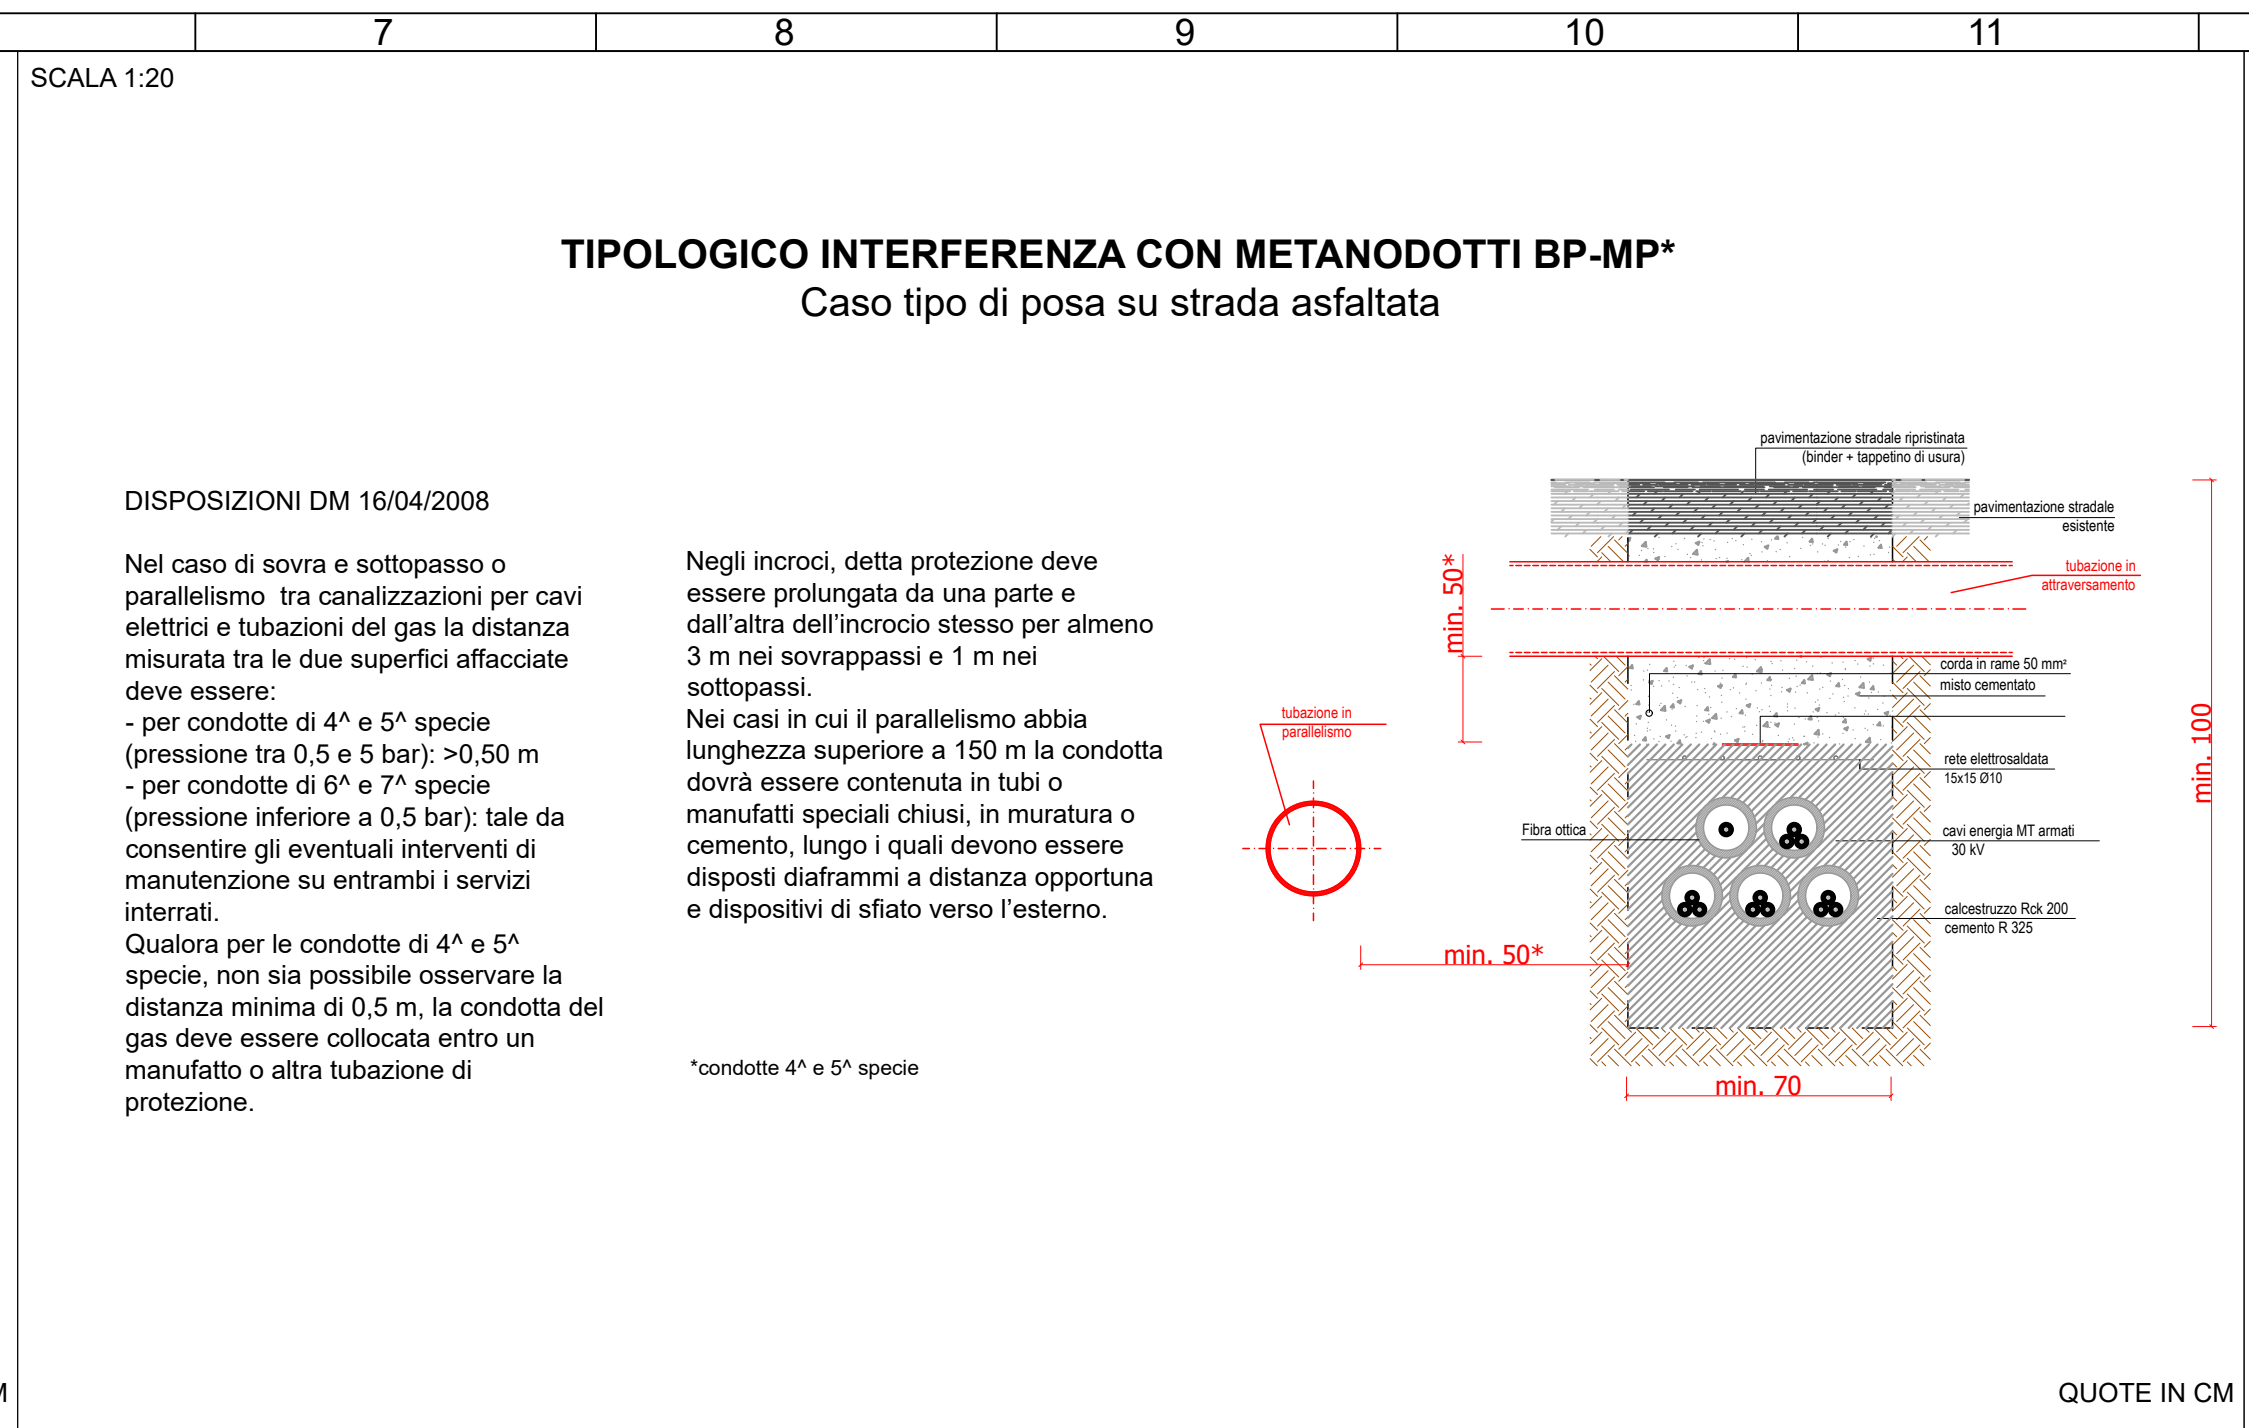 7 8 9 10 11
SCALA 1:20
TIPOLOGICO INTERFERENZA CON METANODOTTI BP-MP*
Caso tipo di posa su strada asfaltata
DISPOSIZIONI DM 16/04/2008
Nel caso di sovra e sottopasso o
parallelismo tra canalizzazioni per cavi
elettrici e tubazioni del gas la distanza
misurata tra le due superfici affacciate
deve essere:
- per condotte di 4^ e 5^ specie
(pressione tra 0,5 e 5 bar): >0,50 m
- per condotte di 6^ e 7^ specie
(pressione inferiore a 0,5 bar): tale da
consentire gli eventuali interventi di
manutenzione su entrambi i servizi
interrati.
Qualora per le condotte di 4^ e 5^
specie, non sia possibile osservare la
distanza minima di 0,5 m, la condotta del
gas deve essere collocata entro un
manufatto o altra tubazione di
protezione.
Negli incroci, detta protezione deve
essere prolungata da una parte e
dall'altra dell'incrocio stesso per almeno
3 m nei sovrappassi e 1 m nei
sottopassi.
Nei casi in cui il parallelismo abbia
lunghezza superiore a 150 m la condotta
dovrà essere contenuta in tubi o
manufatti speciali chiusi, in muratura o
cemento, lungo i quali devono essere
disposti diaframmi a distanza opportuna
e dispositivi di sfiato verso l'esterno.
*condotte 4^ e 5^ specie
pavimentazione stradale ripristinata
(binder + tappetino di usura)
pavimentazione stradale
esistente
tubazione in
attraversamento
min. 50*
corda in rame 50 mm²
misto cementato
tubazione in
parallelismo
min. 100
rete elettrosaldata
15x15 Ø10
Fibra ottica
cavi energia MT armati
30 kV
calcestruzzo Rck 200
cemento R 325
min. 50*
min. 70
M
QUOTE IN CM